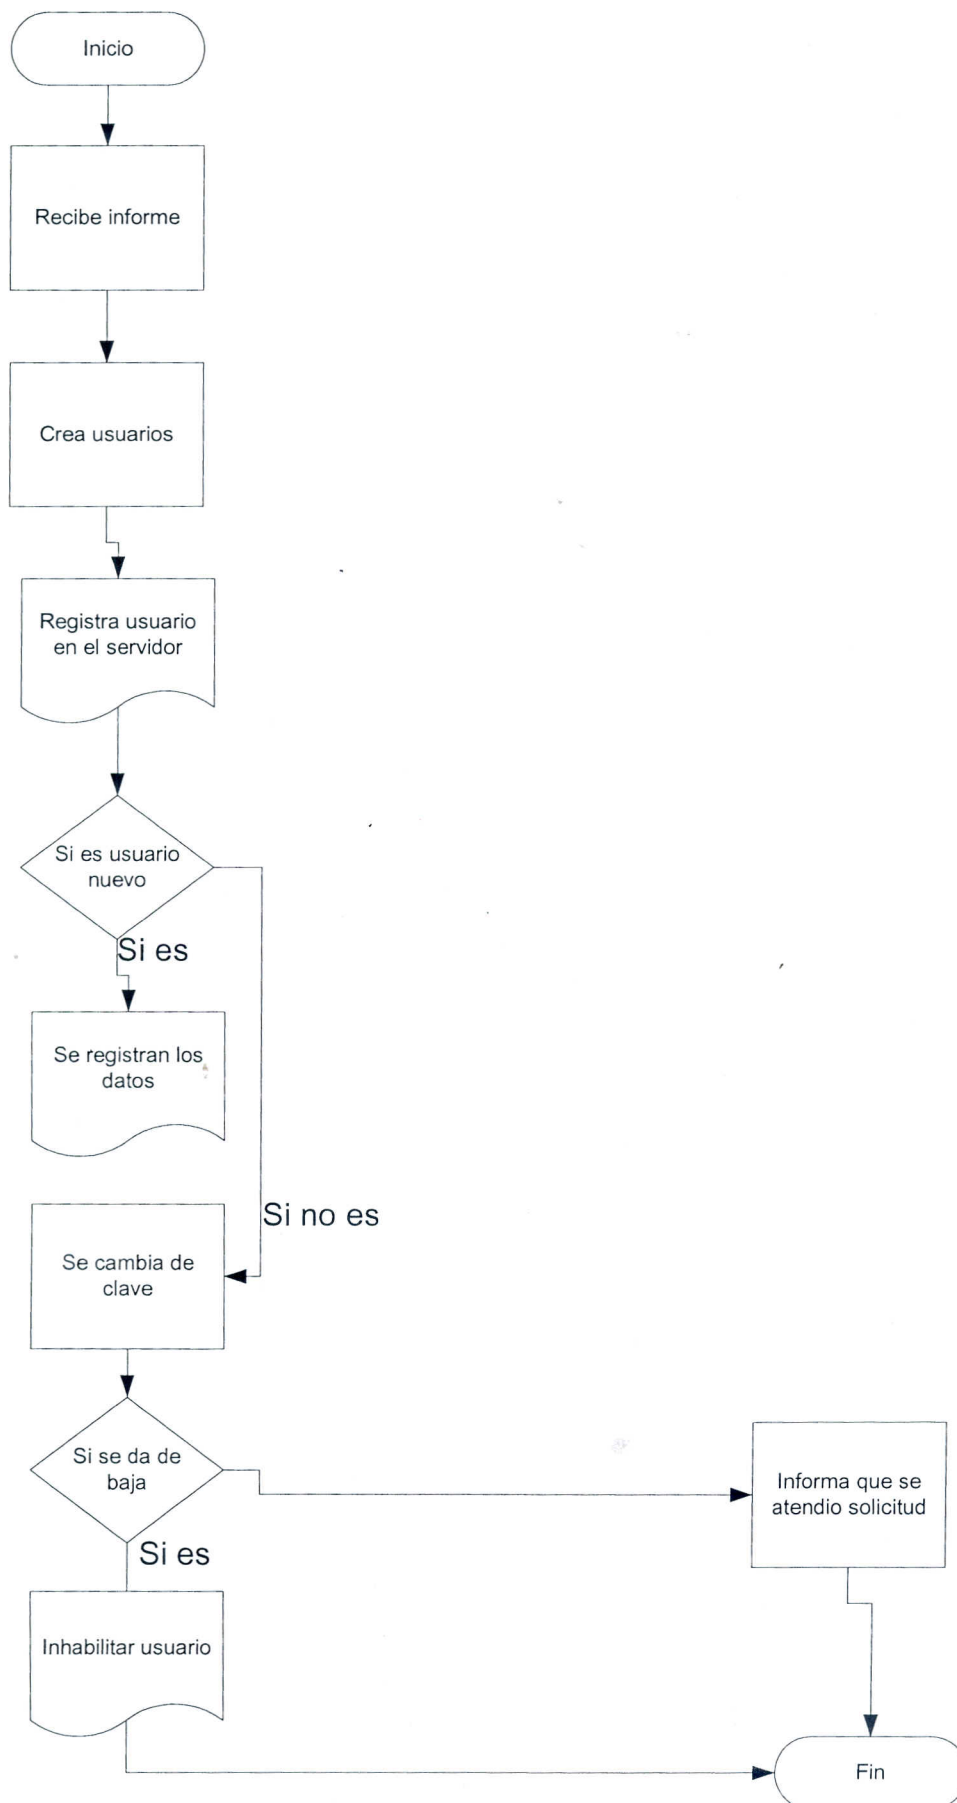 Inicio
Recibe informe
Crea usuarios
Registra usuario
en el servidor
Si es usuario
nuevo
Si es
Se registran los
datos
Si no es
Se cambia de
clave
Si se da de
baja
Informa que se
atendio solicitud
Si es
Inhabilitar usuario
Fin